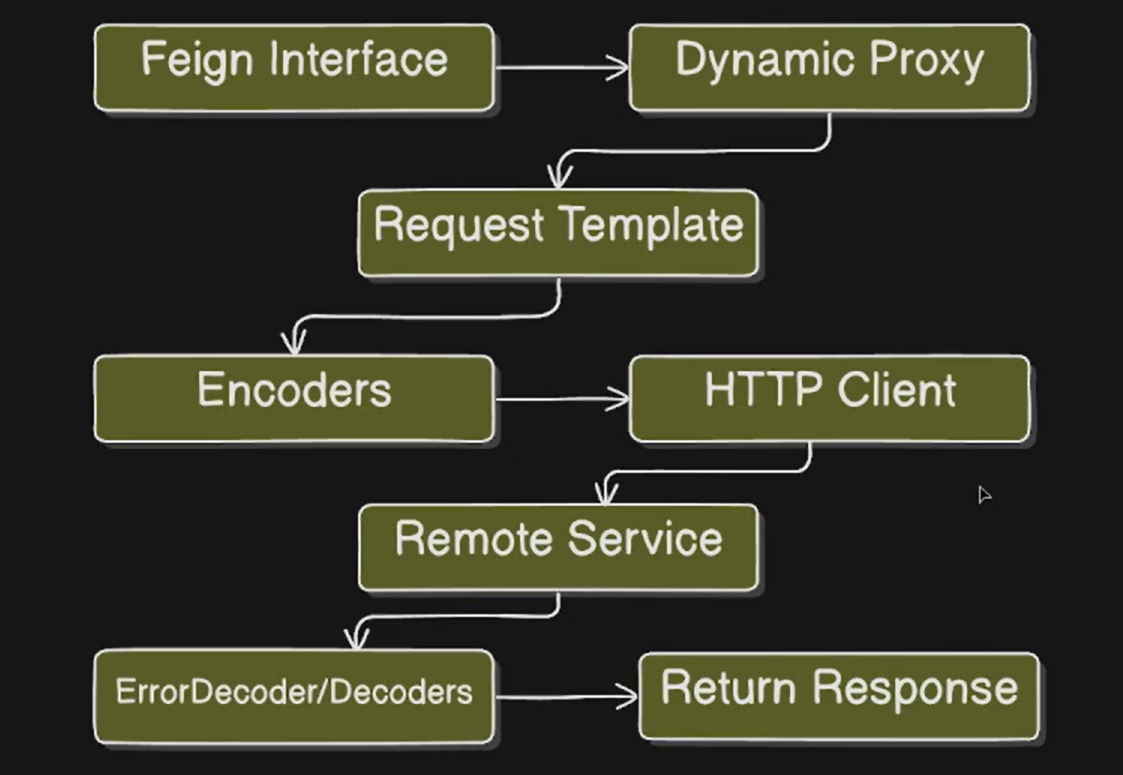 Feign Interface
Dynamic Proxy
Request Template
Encoders
HTTP Client
Remote Service
ErrorDecoder/Decoders
Return Response